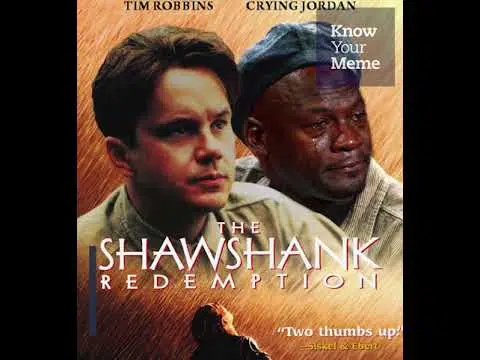 TIM ROBBINS CRYING JORDAN
Know
Your
Meme
THE
SHAWSHANK
REDEMPTION
"Two thumbs up!"
-Siskel & Ebert